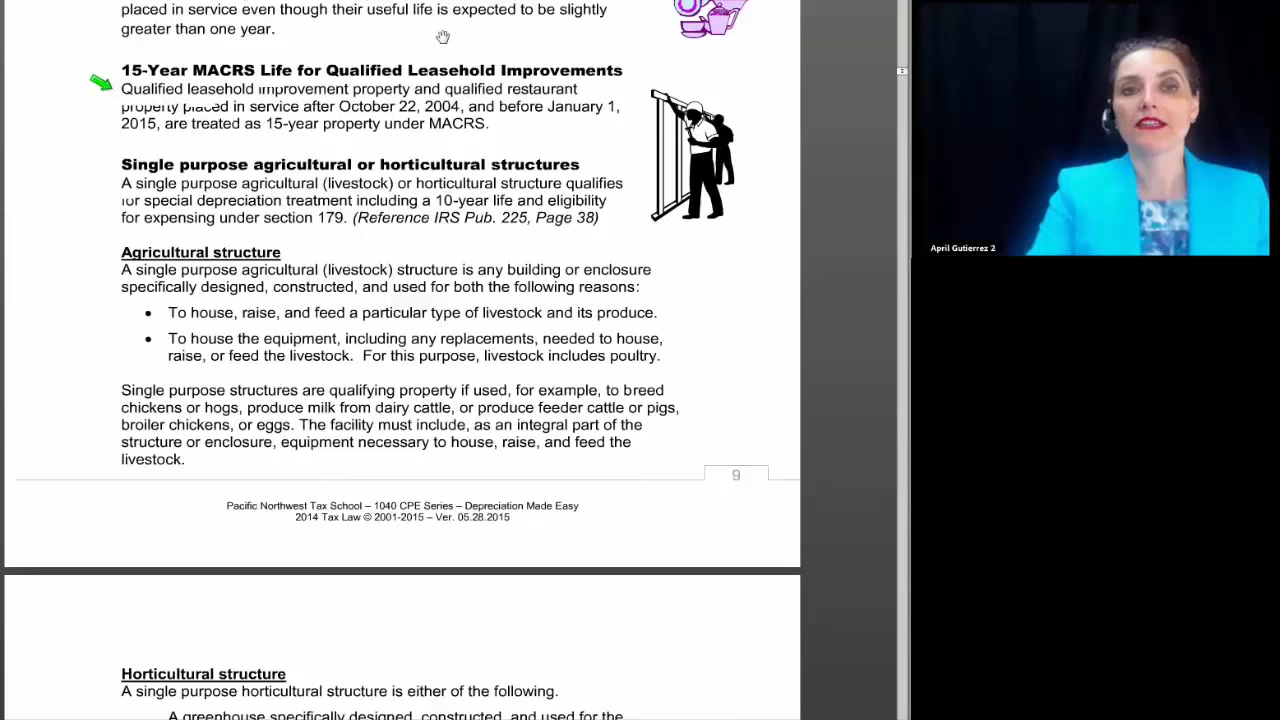 placed in service even though their useful life is expected to be slightly
greater than one year.
15-Year MACRS Life for Qualified Leasehold Improvements
Qualified leasehold improvement property and qualified restaurant
property placed in service after October 22, 2004, and before January 1,
2015, are treated as 15-year property under MACRS.
Single purpose agricultural or horticultural structures
A single purpose agricultural (livestock) or horticultural structure qualifies
for special depreciation treatment including a 10-year life and eligibility
for expensing under section 179. (Reference IRS Pub. 225, Page 38)
Agricultural structure
A single purpose agricultural (livestock) structure is any building or enclosure
specifically designed, constructed, and used for both the following reasons:
• To house, raise, and feed a particular type of livestock and its produce.
• To house the equipment, including any replacements, needed to house,
raise, or feed the livestock. For this purpose, livestock includes poultry.
Single purpose structures are qualifying property if used, for example, to breed
chickens or hogs, produce milk from dairy cattle, or produce feeder cattle or pigs,
broiler chickens, or eggs. The facility must include, as an integral part of the
structure or enclosure, equipment necessary to house, raise, and feed the
livestock.
9
Pacific Northwest Tax School – 1040 CPE Series – Depreciation Made Easy
2014 Tax Law © 2001-2015 – Ver. 05.28.2015
Horticultural structure
A single purpose horticultural structure is either of the following.
A greenhouse specifically designed, constructed, and used for the
April Gutierrez 2